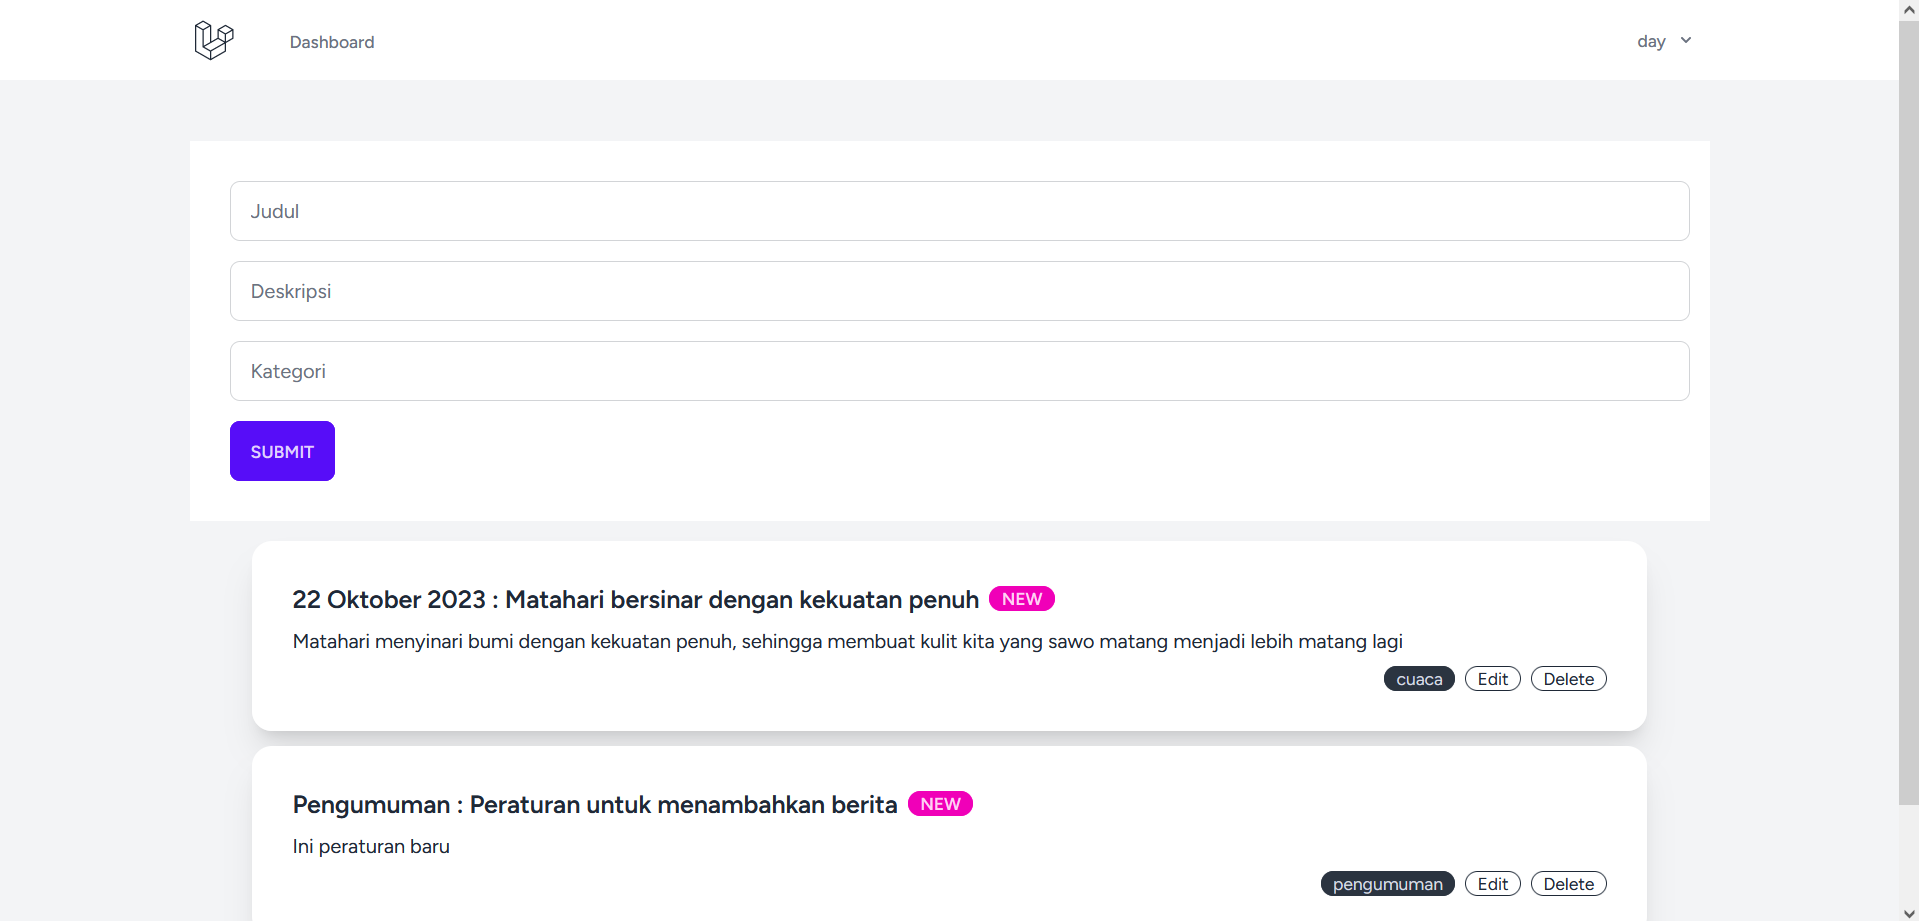 Dashboard
day
Judul
Deskripsi
Kategori
SUBMIT
22 Oktober 2023 : Matahari bersinar dengan kekuatan penuh NEW
Matahari menyinari bumi dengan kekuatan penuh, sehingga membuat kulit kita yang sawo matang menjadi lebih matang lagi
cuaca Edit Delete
Pengumuman : Peraturan untuk menambahkan berita NEW
Ini peraturan baru
pengumuman Edit Delete